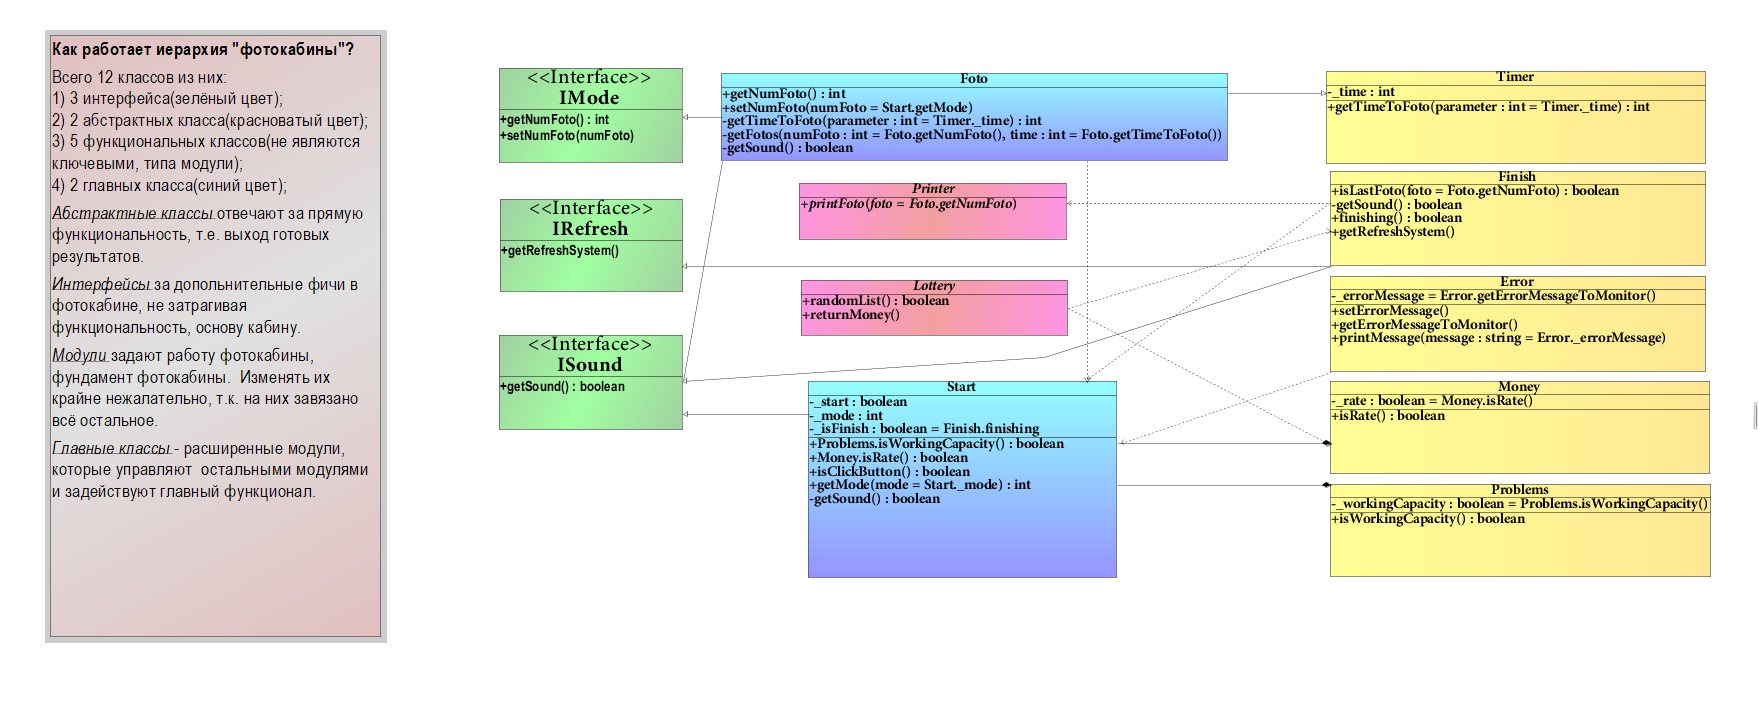 Как работает иерархия "фотокабины"?
Всего 12 классов из них:
1) 3 интерфейса(зелёный цвет);
2) 2 абстрактных класса(красноватый цвет);
3) 5 функциональных классов(не являются
ключевыми, типа модули);
4) 2 главных класса(синий цвет);
Абстрактные классы отвечают за прямую
функциональность, т.е. выход готовых
результатов.
Интерфейсы за допольнительные фичи в
фотокабине, не затрагивая
функциональность, основу кабину.
Модули задают работу фотокабины,
фундамент фотокабины. Изменять их
крайне нежалательно, т.к. на них завязано
всё остальное.
Главные классы - расширенные модули,
которые управляют остальными модулями
и задействуют главный функционал.
<<Interface>>
IMode
+getNumFoto() : int
+setNumFoto(numFoto)
<<Interface>>
IRefresh
+getRefreshSystem()
<<Interface>>
ISound
+getSound() : boolean
Foto
+getNumFoto() : int
+setNumFoto(numFoto = Start.getMode)
-getTimeToFoto(parameter : int = Timer._time) : int
-getFotos(numFoto : int = Foto.getNumFoto(), time : int = Foto.getTimeToFoto())
-getSound() : boolean
Printer
+printFoto(foto = Foto.getNumFoto)
Lottery
+randomList() : boolean
+returnMoney()
Start
-_start : boolean
-_mode : int
-_isFinish : boolean = Finish.finishing
+Problems.isWorkingCapacity() : boolean
+Money.isRate() : boolean
+isClickButton() : boolean
+getMode(mode = Start._mode) : int
-getSound() : boolean
Timer
-_time : int
+getTimeToFoto(parameter : int = Timer._time) : int
Finish
+isLastFoto(foto = Foto.getNumFoto) : boolean
-getSound() : boolean
+finishing() : boolean
+getRefreshSystem()
Error
-_errorMessage = Error.getErrorMessageToMonitor()
+setErrorMessage()
+getErrorMessageToMonitor()
+printMessage(message : string = Error._errorMessage)
Money
-_rate : boolean = Money.isRate()
+isRate() : boolean
Problems
-_workingCapacity : boolean = Problems.isWorkingCapacity()
+isWorkingCapacity() : boolean